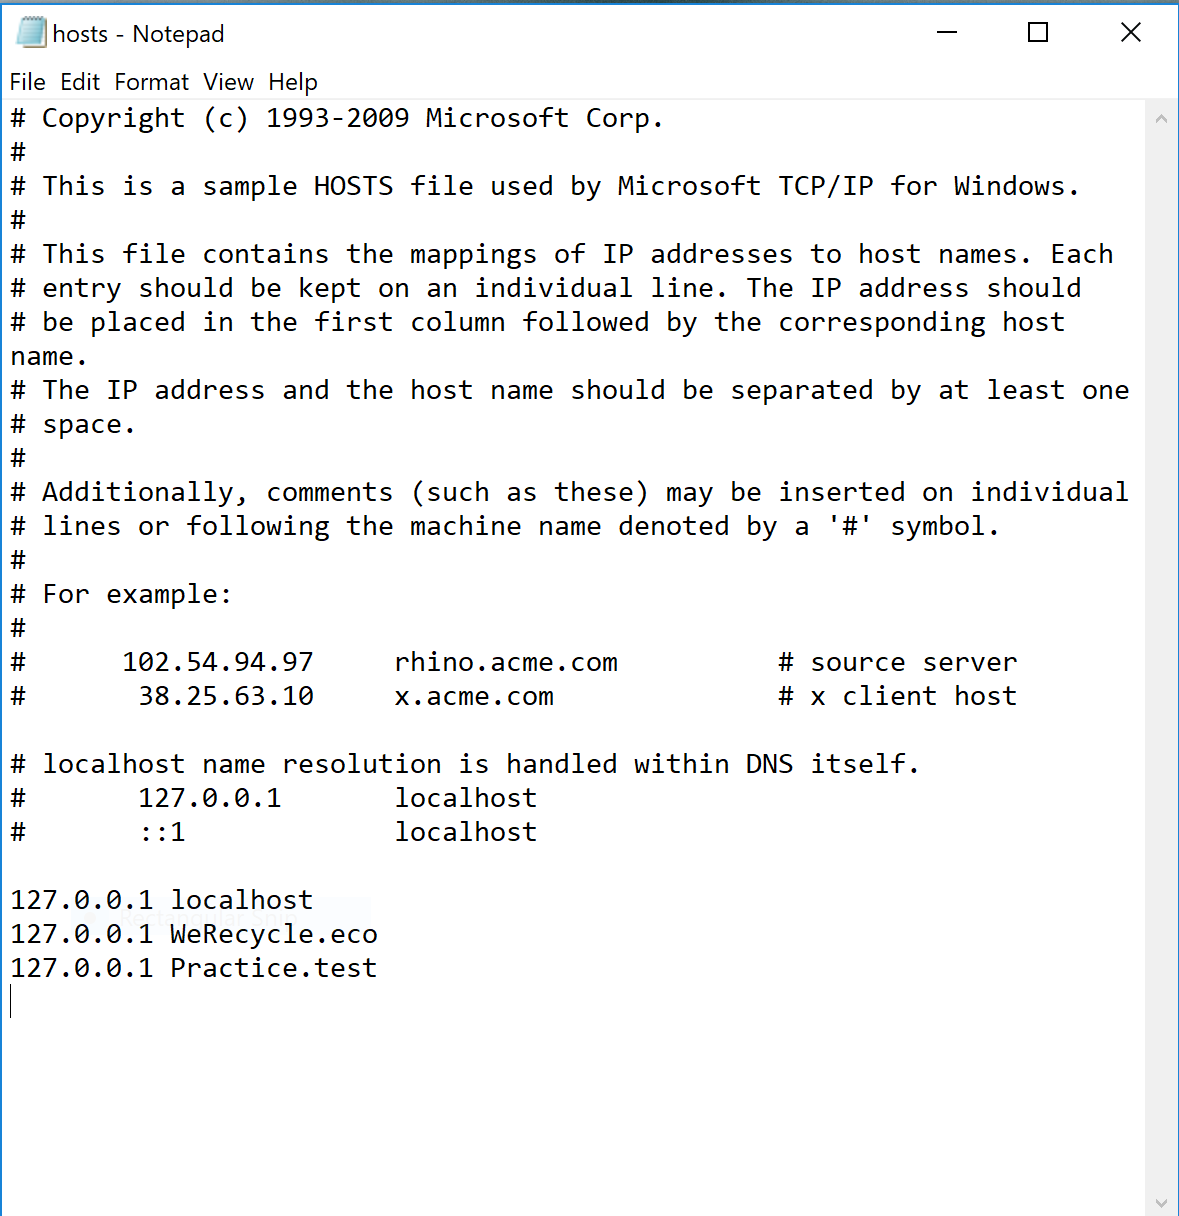 hosts - Notepad
File Edit Format View Help
# Copyright (c) 1993-2009 Microsoft Corp.
#
# This is a sample HOSTS file used by Microsoft TCP/IP for Windows.
#
# This file contains the mappings of IP addresses to host names. Each
# entry should be kept on an individual line. The IP address should
# be placed in the first column followed by the corresponding host
name.
# The IP address and the host name should be separated by at least one
# space.
#
# Additionally, comments (such as these) may be inserted on individual
# lines or following the machine name denoted by a '#' symbol.
#
# For example:
#
#      102.54.94.97     rhino.acme.com          # source server
#       38.25.63.10     x.acme.com              # x client host

# localhost name resolution is handled within DNS itself.
#       127.0.0.1       localhost
#       ::1             localhost

127.0.0.1 localhost
Rectangular Snip
127.0.0.1 WeRecycle.eco
127.0.0.1 Practice.test